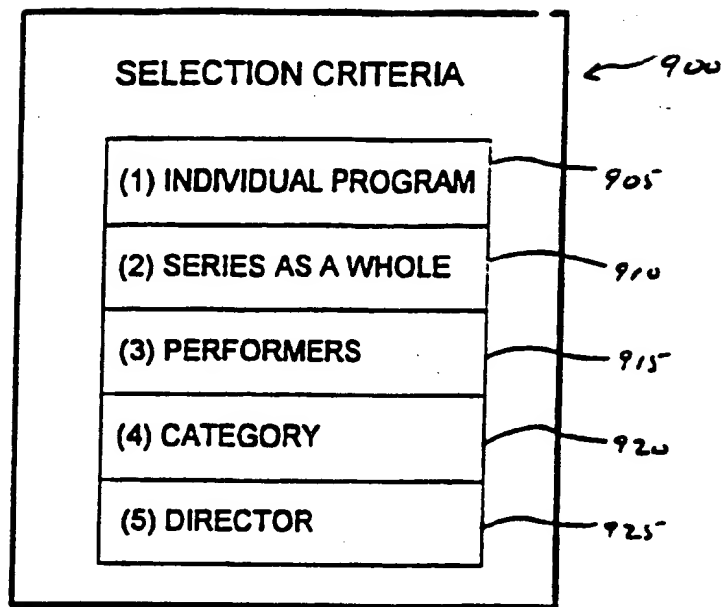 SELECTION CRITERIA
900
(1) INDIVIDUAL PROGRAM
905
(2) SERIES AS A WHOLE
910
(3) PERFORMERS
915
(4) CATEGORY
920
(5) DIRECTOR
925